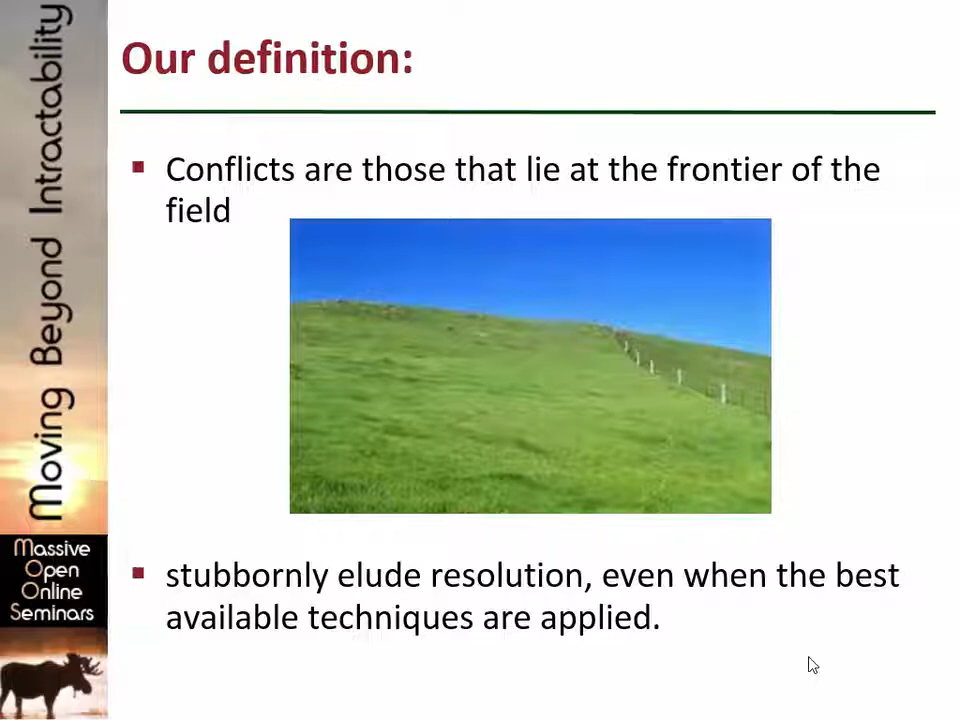 Moving Beyond Intractability
Massive
Open
Online
Seminars
Our definition:
Conflicts are those that lie at the frontier of the
field
stubbornly elude resolution, even when the best
available techniques are applied.